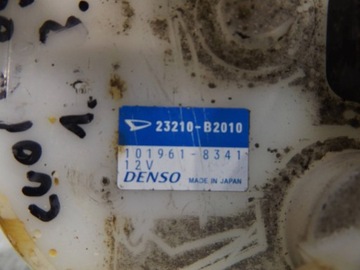 23210-B2010
101961-8341
12V
DENSO MADE IN JAPAN